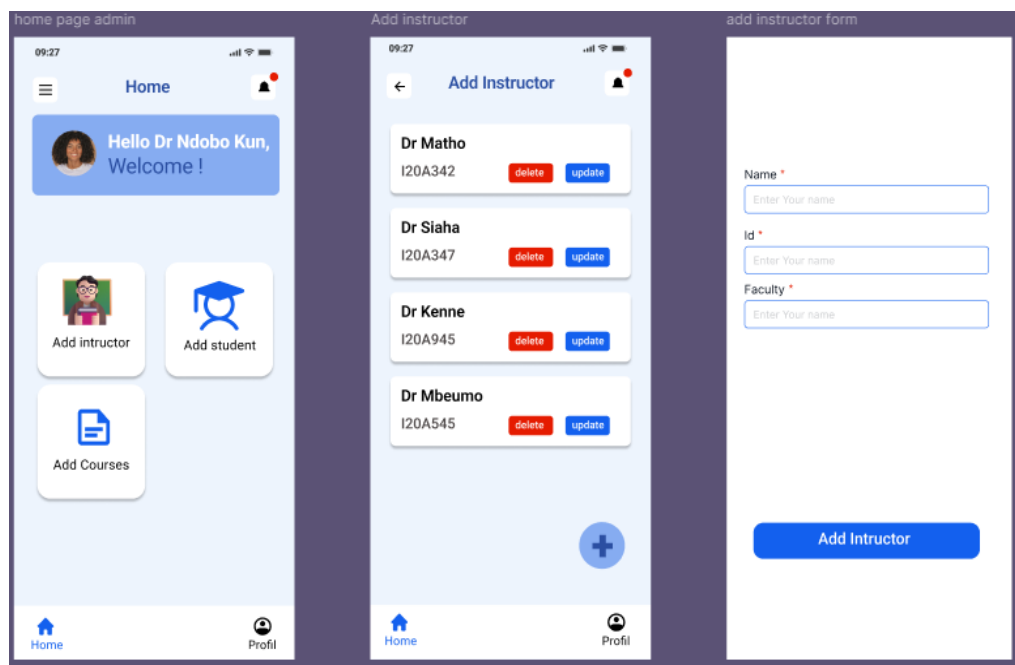 home page admin
09:27
Home
Hello Dr Ndobo Kun,
Welcome !
Add intructor
Add student
Add Courses
Home
Profil
Add instructor
09:27
Add Instructor
Dr Matho
I20A342
delete
update
Dr Siaha
I20A347
delete
update
Dr Kenne
I20A945
delete
update
Dr Mbeumo
I20A545
delete
update
Home
Profil
add instructor form
Name *
Enter Your name
Id *
Enter Your name
Faculty *
Enter Your name
Add Intructor